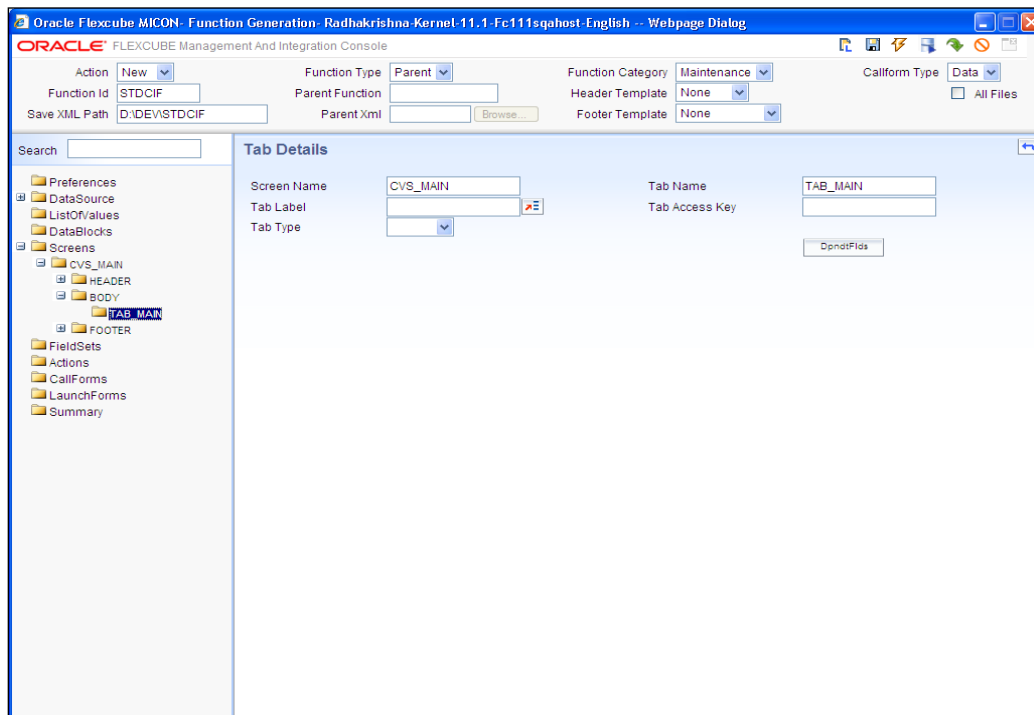 Oracle Flexcube MICON- Function Generation- Radhakrishna-Kernel-11.1-Fc111sqahost-English -- Webpage Dialog
ORACLE FLEXCUBE Management And Integration Console
Action New Function Type Parent Function Category Maintenance Callform Type Data
Function Id STDCIF Parent Function Header Template None All Files
Save XML Path D:\DEV\STDCIF Parent Xml Browse... Footer Template None
Search
Tab Details
Preferences
DataSource
ListOfValues
DataBlocks
Screens
CVS_MAIN
HEADER
BODY
TAB_MAIN
FOOTER
FieldSets
Actions
CallForms
LaunchForms
Summary
Screen Name CVS_MAIN Tab Name TAB_MAIN
Tab Label Tab Access Key
Tab Type
DpndtFlds